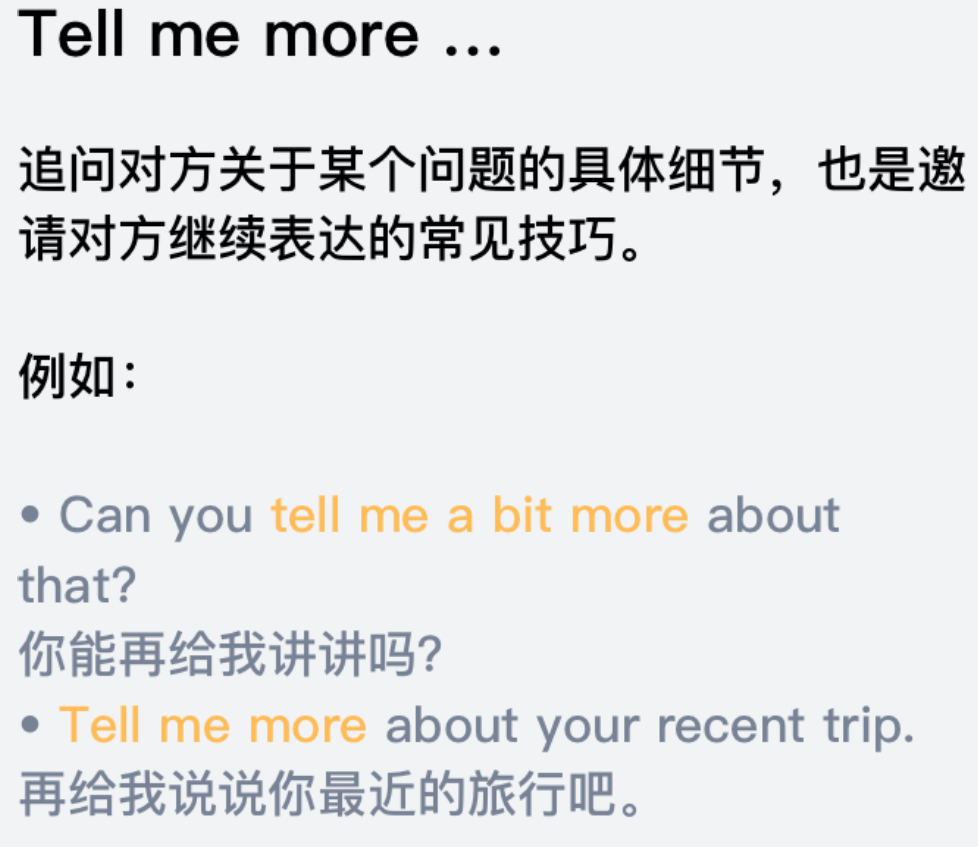 Tell me more ...
追问对方关于某个问题的具体细节，也是邀
请对方继续表达的常见技巧。
例如：
• Can you tell me a bit more about
that?
你能再给我讲讲吗?
• Tell me more about your recent trip.
再给我说说你最近的旅行吧。